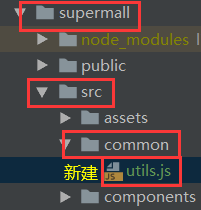 supermall
node_modules
public
src
assets
common
新建 utils.js
components